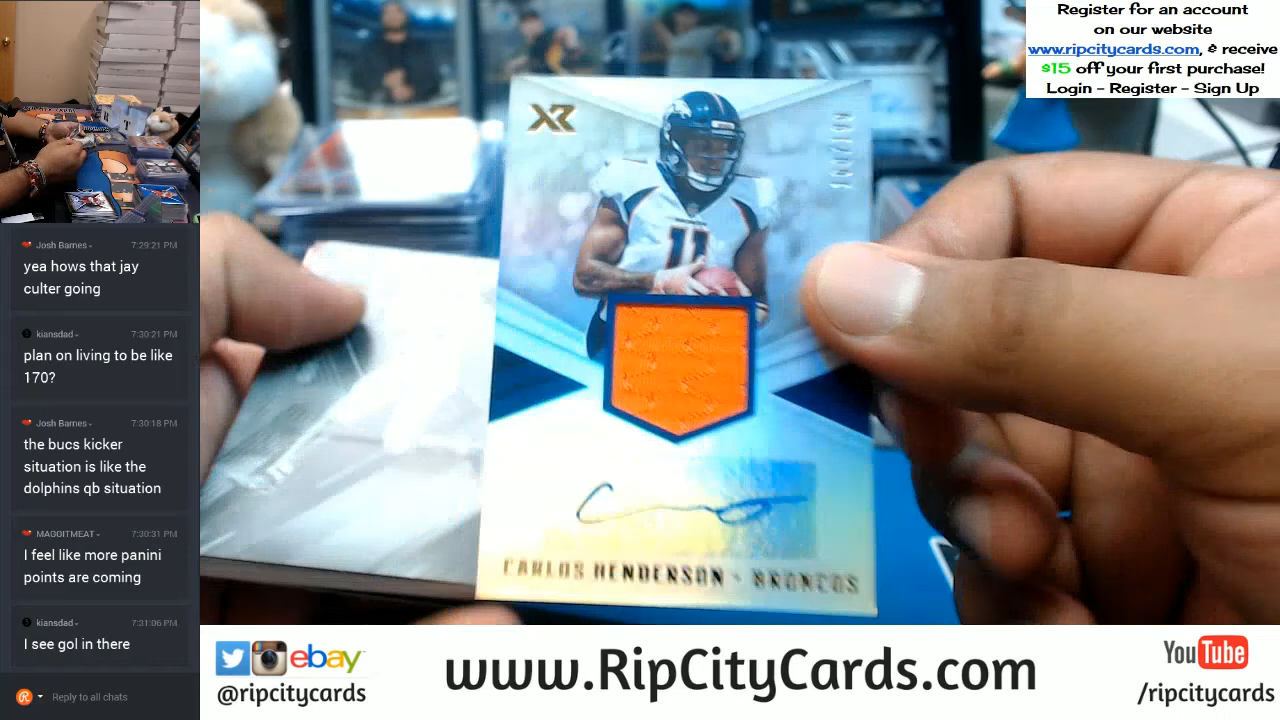 Register for an account
on our website
www.ripcitycards.com, & receive
$15 off your first purchase!
Login - Register - Sign Up
XR
11
CARLOS HENDERSON - BRONCOS
Josh Barnes 7:29:21 PM
yea hows that jay
culter going
kiansdad 7:30:21 PM
plan on living to be like
170?
Josh Barnes 7:30:18 PM
the bucs kicker
situation is like the
dolphins qb situation
MAGGITMEAT 7:30:31 PM
I feel like more panini
points are coming
kiansdad 7:31:06 PM
I see gol in there
Reply to all chats
ebay
@ripcitycards
www.RipCityCards.com
YouTube
/ripcitycards